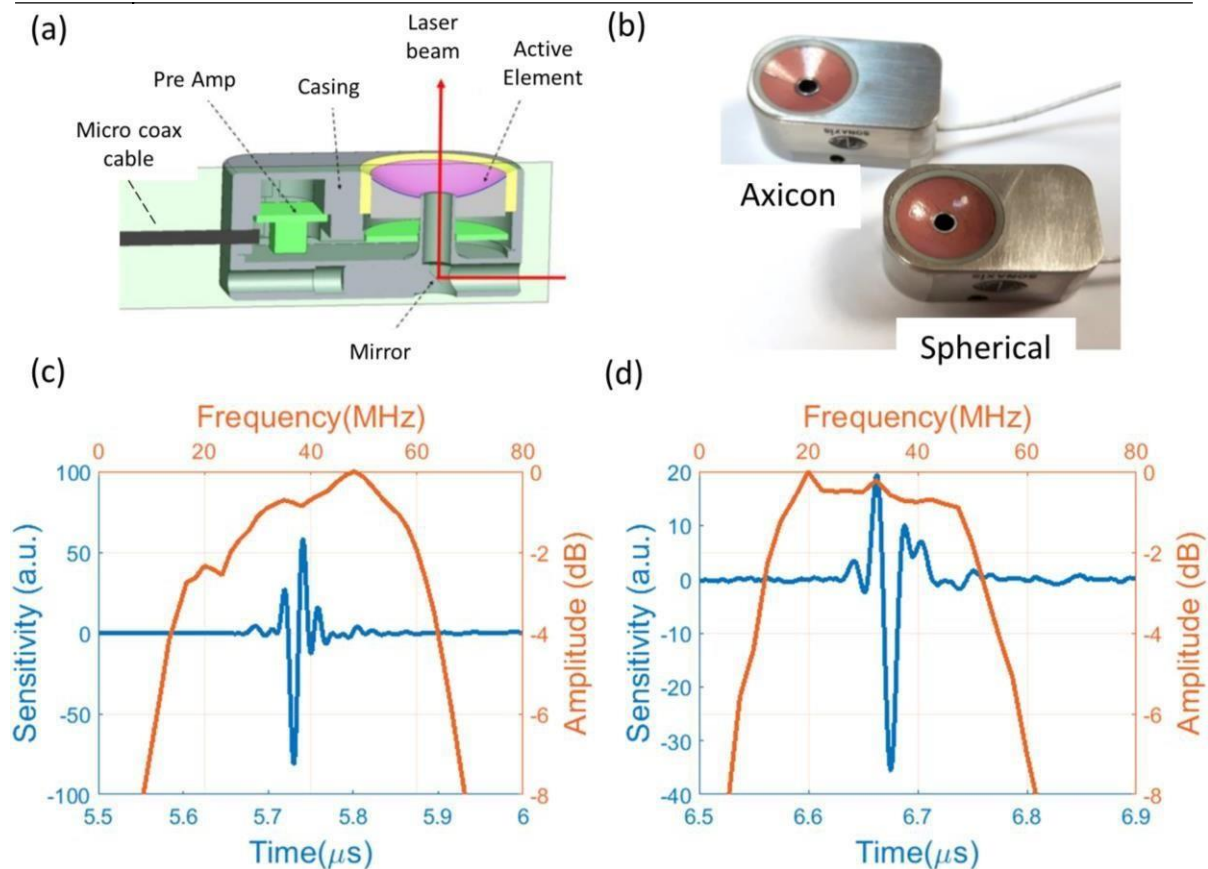 (a)
Laser
beam
Active
Element
Pre Amp
Casing
Micro coax
cable
Mirror
(b)
SONAXIS
Axicon
SONAXIS
Spherical
(c)
Frequency(MHz)
0 20 40 60 80
100
50
0
-50
-100
Sensitivity (a.u.)
0
-2
-4
-6
-8
Amplitude (dB)
5.5 5.6 5.7 5.8 5.9 6
Time(μs)
(d)
Frequency(MHz)
0 20 40 60 80
20
10
0
-10
-20
-30
-40
Sensitivity (a.u.)
0
-2
-4
-6
-8
Amplitude (dB)
6.5 6.6 6.7 6.8 6.9
Time(μs)